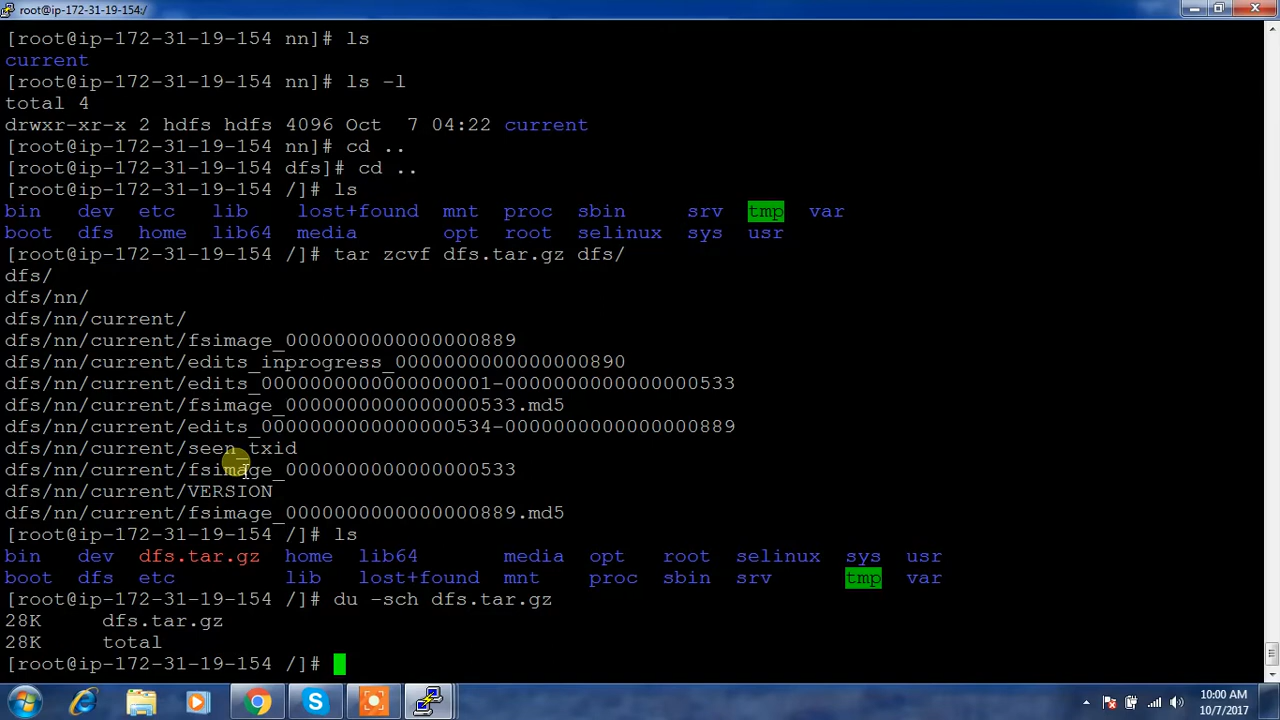 root@ip-172-31-19-154:/
[root@ip-172-31-19-154 nn]# ls
current
[root@ip-172-31-19-154 nn]# ls -l
total 4
drwxr-xr-x 2 hdfs hdfs 4096 Oct  7 04:22 current
[root@ip-172-31-19-154 nn]# cd ..
[root@ip-172-31-19-154 dfs]# cd ..
[root@ip-172-31-19-154 /]# ls
bin   dev  etc   lib    lost+found  mnt  proc  sbin     srv  tmp  var
boot  dfs  home  lib64  media       opt  root  selinux  sys  usr
[root@ip-172-31-19-154 /]# tar zcvf dfs.tar.gz dfs/
dfs/
dfs/nn/
dfs/nn/current/
dfs/nn/current/fsimage_0000000000000000889
dfs/nn/current/edits_inprogress_0000000000000000890
dfs/nn/current/edits_0000000000000000001-0000000000000000533
dfs/nn/current/fsimage_0000000000000000533.md5
dfs/nn/current/edits_0000000000000000534-0000000000000000889
dfs/nn/current/seen_txid
dfs/nn/current/fsimage_0000000000000000533
dfs/nn/current/VERSION
dfs/nn/current/fsimage_0000000000000000889.md5
[root@ip-172-31-19-154 /]# ls
bin   dev  dfs.tar.gz  home  lib64       media  opt   root  selinux  sys  usr
boot  dfs  etc         lib   lost+found  mnt    proc  sbin  srv      tmp  var
[root@ip-172-31-19-154 /]# du -sch dfs.tar.gz
28K     dfs.tar.gz
28K     total
[root@ip-172-31-19-154 /]#
10:00 AM
10/7/2017